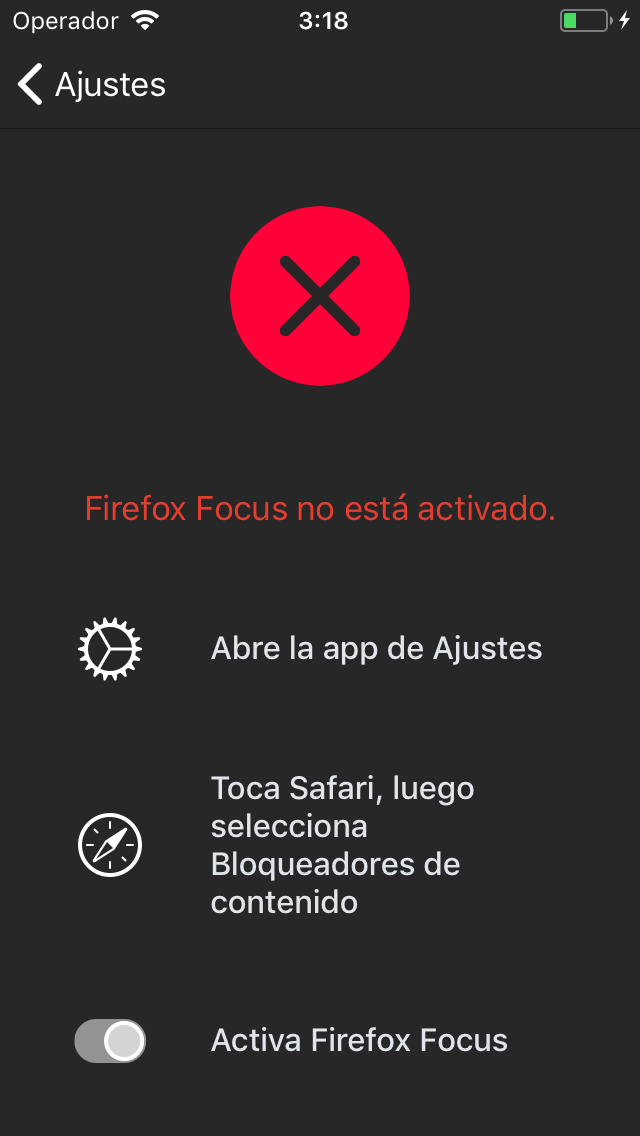 Operador
3:18
Ajustes
Firefox Focus no está activado.
Abre la app de Ajustes
Toca Safari, luego
selecciona
Bloqueadores de
contenido
Activa Firefox Focus